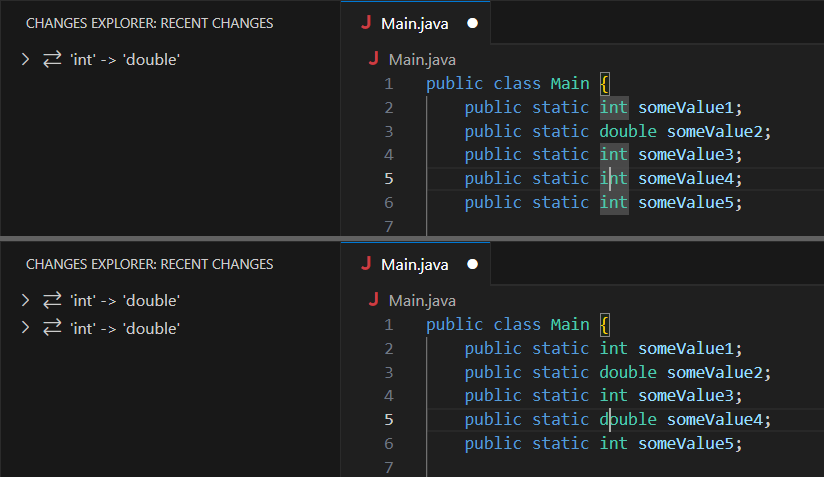 CHANGES EXPLORER: RECENT CHANGES
'int' -> 'double'
J Main.java
J Main.java
1 public class Main {
2 public static int someValue1;
3 public static double someValue2;
4 public static int someValue3;
5 public static int someValue4;
6 public static int someValue5;
7
CHANGES EXPLORER: RECENT CHANGES
'int' -> 'double'
'int' -> 'double'
J Main.java
J Main.java
1 public class Main {
2 public static int someValue1;
3 public static double someValue2;
4 public static int someValue3;
5 public static double someValue4;
6 public static int someValue5;
7